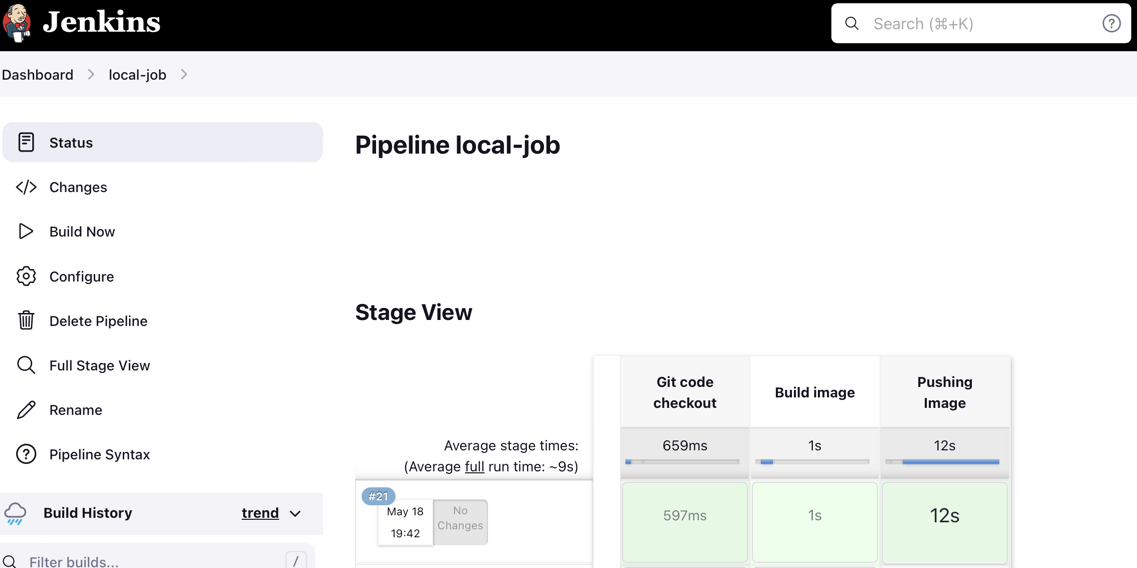 Jenkins
Search (⌘+K)
Dashboard
local-job
Status
Changes
Build Now
Configure
Delete Pipeline
Full Stage View
Rename
Pipeline Syntax
Build History
trend
Filter builds...
/
Pipeline local-job
Stage View
Git code
checkout
Build image
Pushing
Image
Average stage times:
(Average full run time: ~9s)
659ms
1s
12s
#21
May 18
19:42
No
Changes
597ms
1s
12s